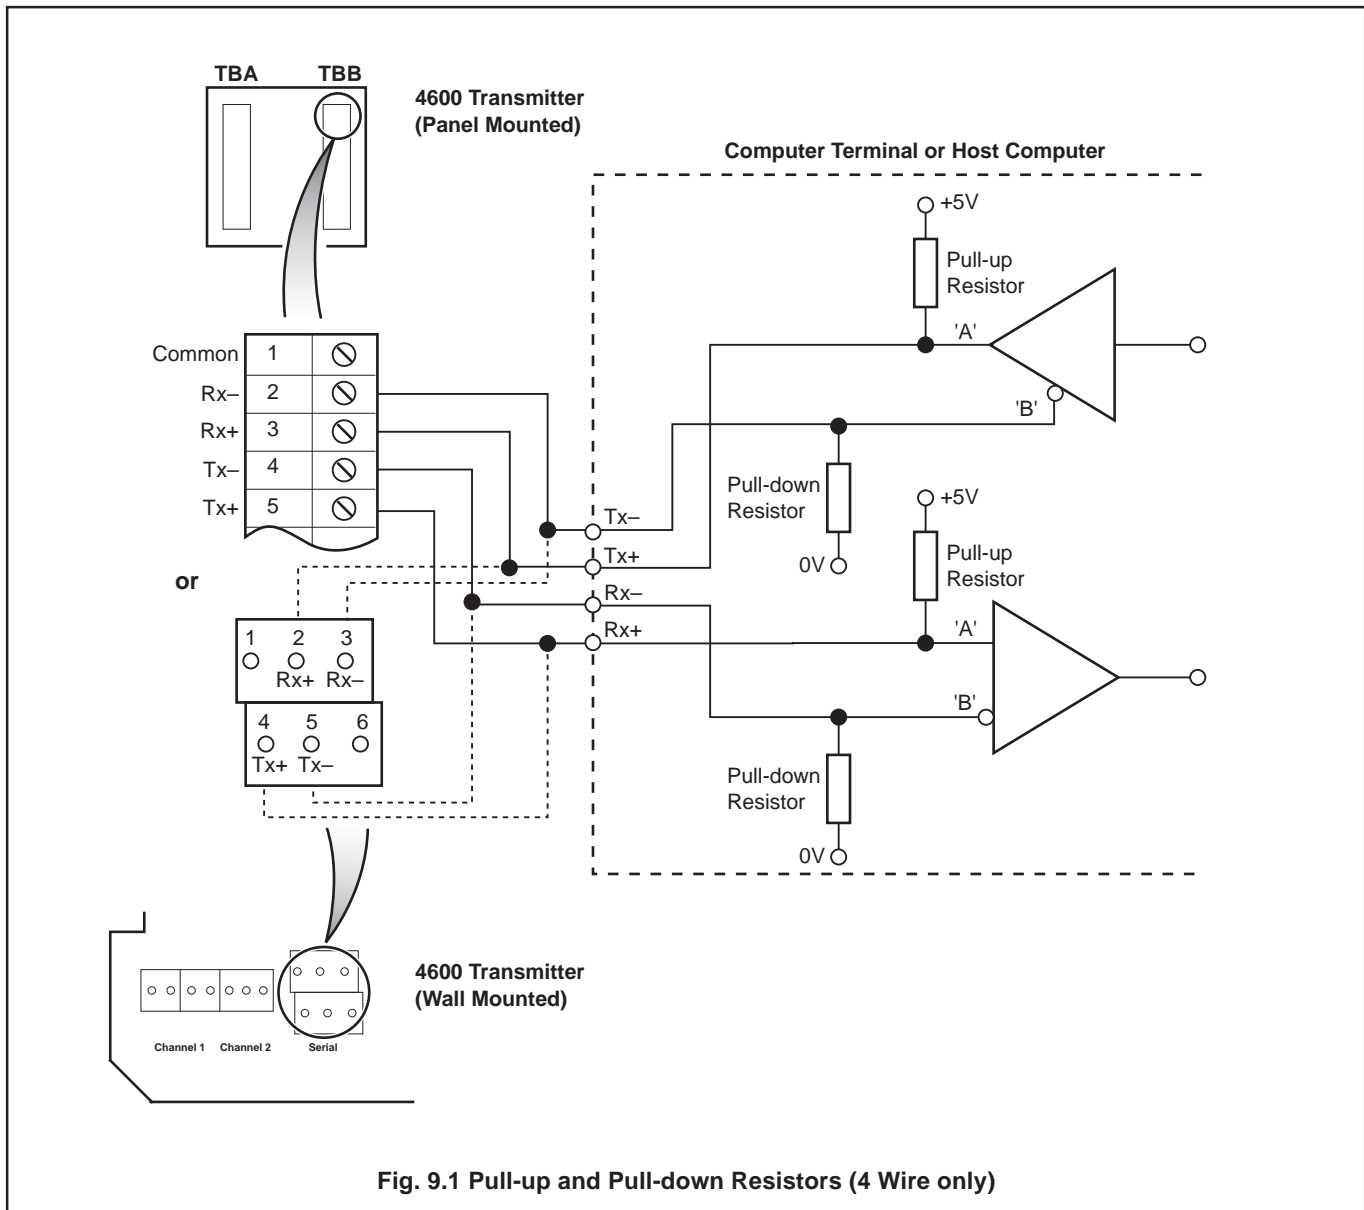 TBA TBB
4600 Transmitter
(Panel Mounted)
Computer Terminal or Host Computer
+5V
Pull-up
Resistor
'A'
'B'
Common 1
Rx– 2
Rx+ 3
Tx– 4
Tx+ 5
Pull-down
Resistor
0V
+5V
Pull-up
Resistor
Tx–
Tx+
Rx–
Rx+
'A'
'B'
Pull-down
Resistor
0V
or
1 2 3
Rx+ Rx–
4 5 6
Tx+ Tx–
4600 Transmitter
(Wall Mounted)
Channel 1 Channel 2 Serial
Fig. 9.1 Pull-up and Pull-down Resistors (4 Wire only)